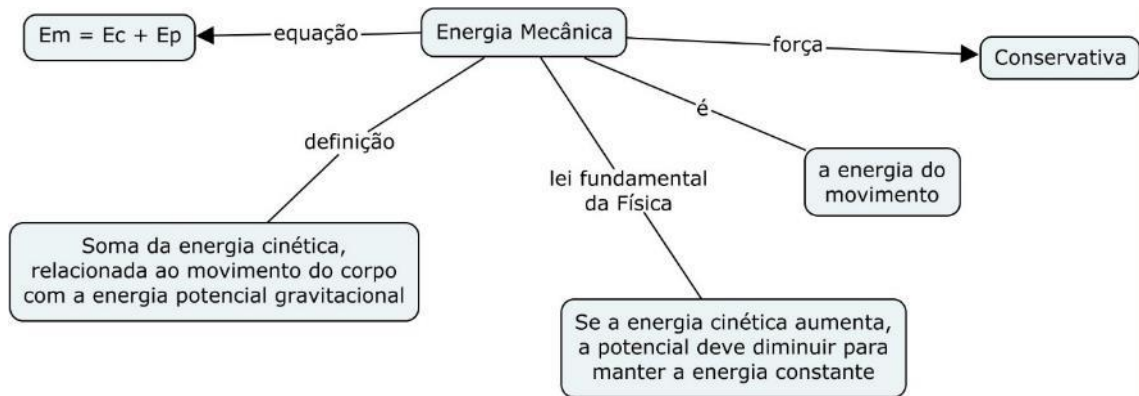 Em = Ec + Ep
equação
Energia Mecânica
força
Conservativa
definição
é
lei fundamental
da Física
a energia do
movimento
Soma da energia cinética,
relacionada ao movimento do corpo
com a energia potencial gravitacional
Se a energia cinética aumenta,
a potencial deve diminuir para
manter a energia constante